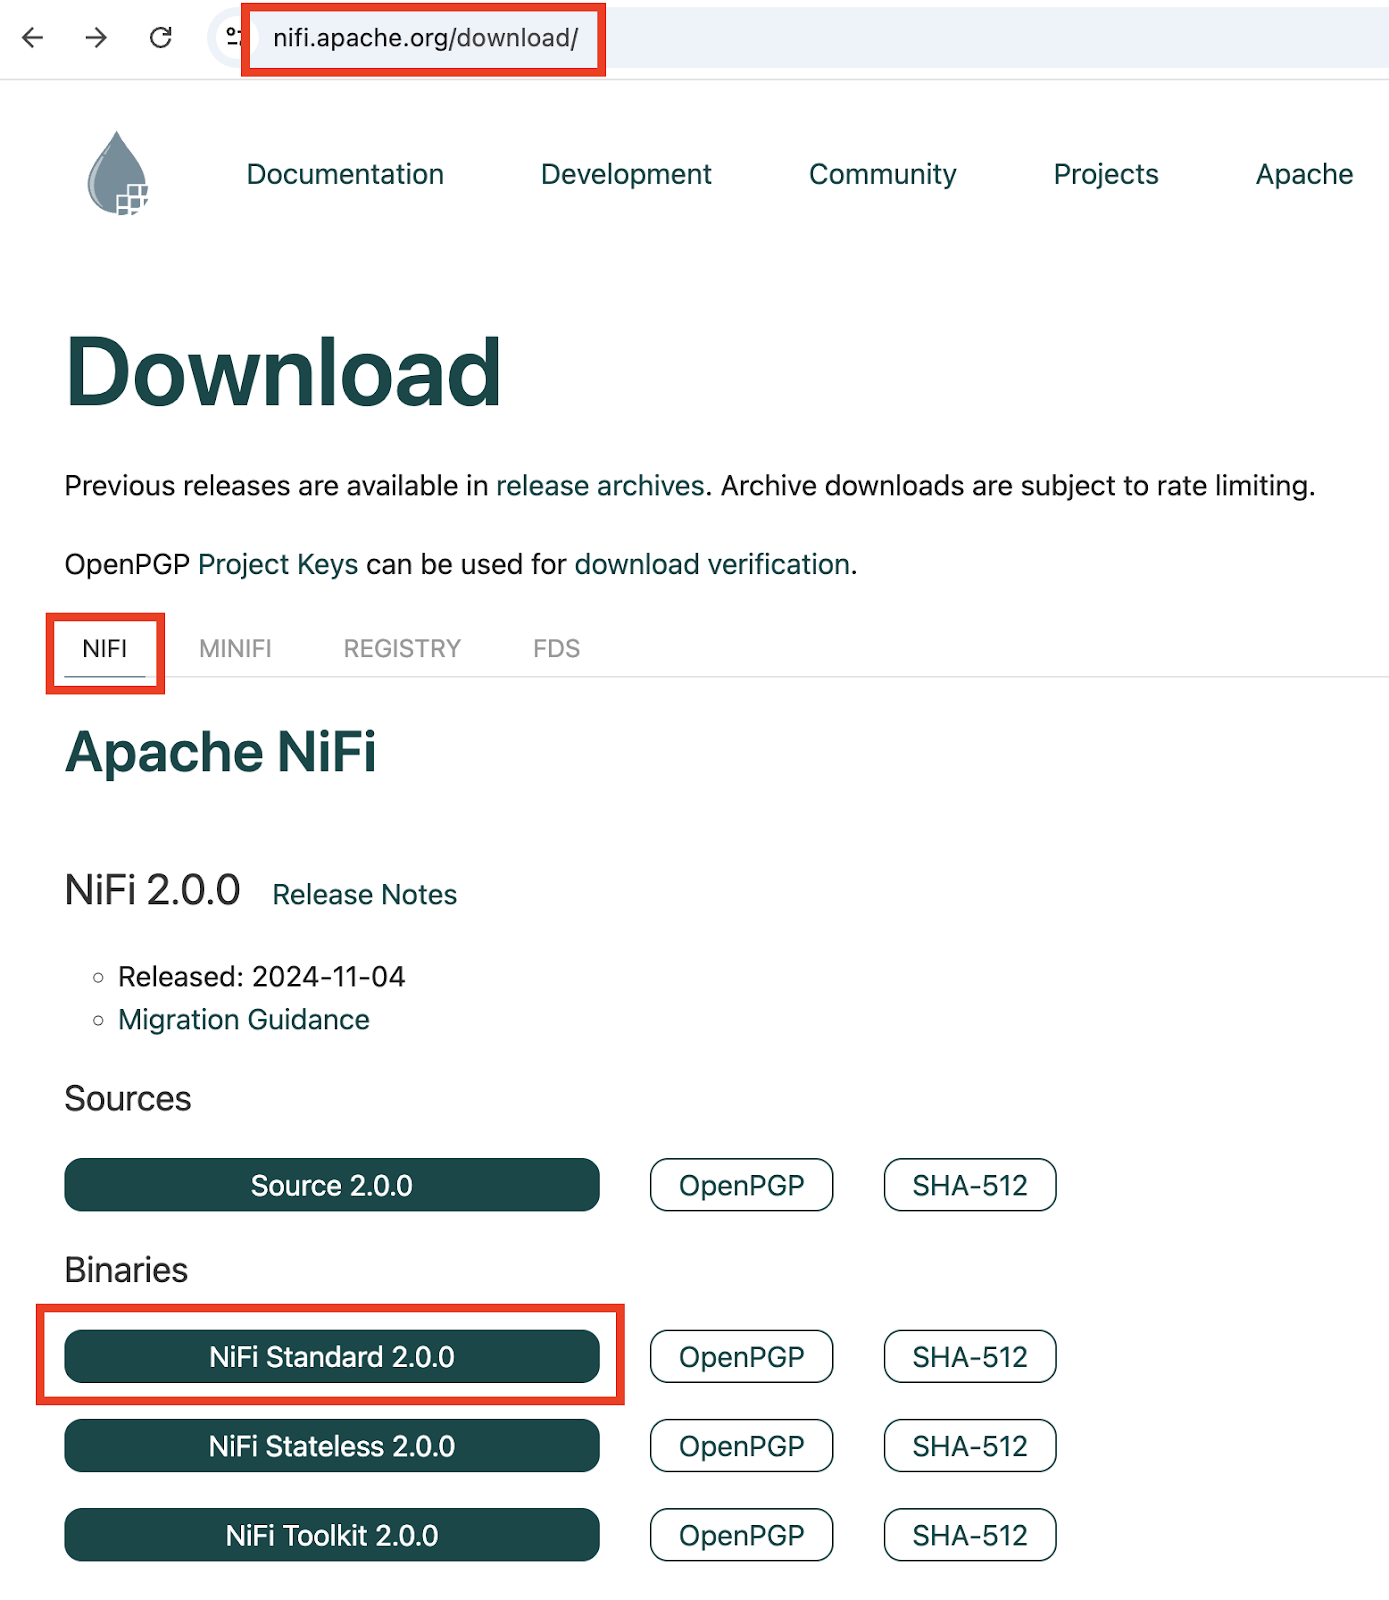 nifi.apache.org/download/
Documentation Development Community Projects Apache
Download
Previous releases are available in release archives. Archive downloads are subject to rate limiting.
OpenPGP Project Keys can be used for download verification.
NIFI MINIFI REGISTRY FDS
Apache NiFi
NiFi 2.0.0 Release Notes
Released: 2024-11-04
Migration Guidance
Sources
Source 2.0.0 OpenPGP SHA-512
Binaries
NiFi Standard 2.0.0 OpenPGP SHA-512
NiFi Stateless 2.0.0 OpenPGP SHA-512
NiFi Toolkit 2.0.0 OpenPGP SHA-512